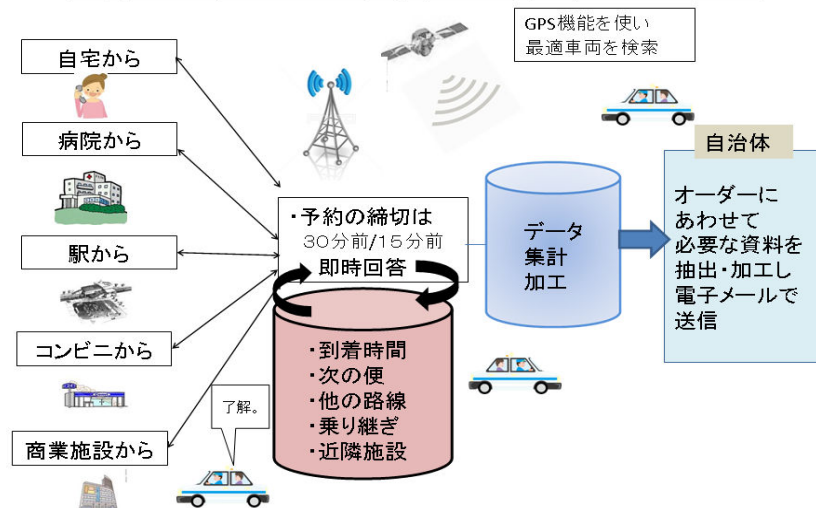 GPS機能を使い
最適車両を検索
自宅から
病院から
駅から
コンビニから
商業施設から
・予約の締切は
30分前/15分前
即時回答
・到着時間
・次の便
・他の路線
・乗り継ぎ
・近隣施設
了解。
データ
集計
加工
自治体
オーダーに
あわせて
必要な資料を
抽出・加工し
電子メールで
送信